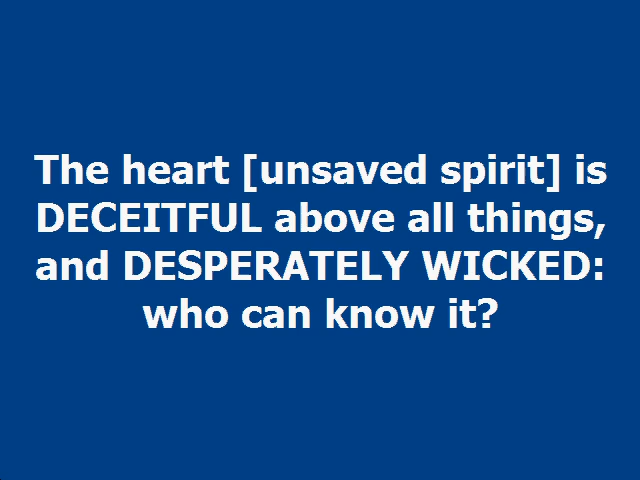 The heart [unsaved spirit] is
DECEITFUL above all things,
and DESPERATELY WICKED:
who can know it?